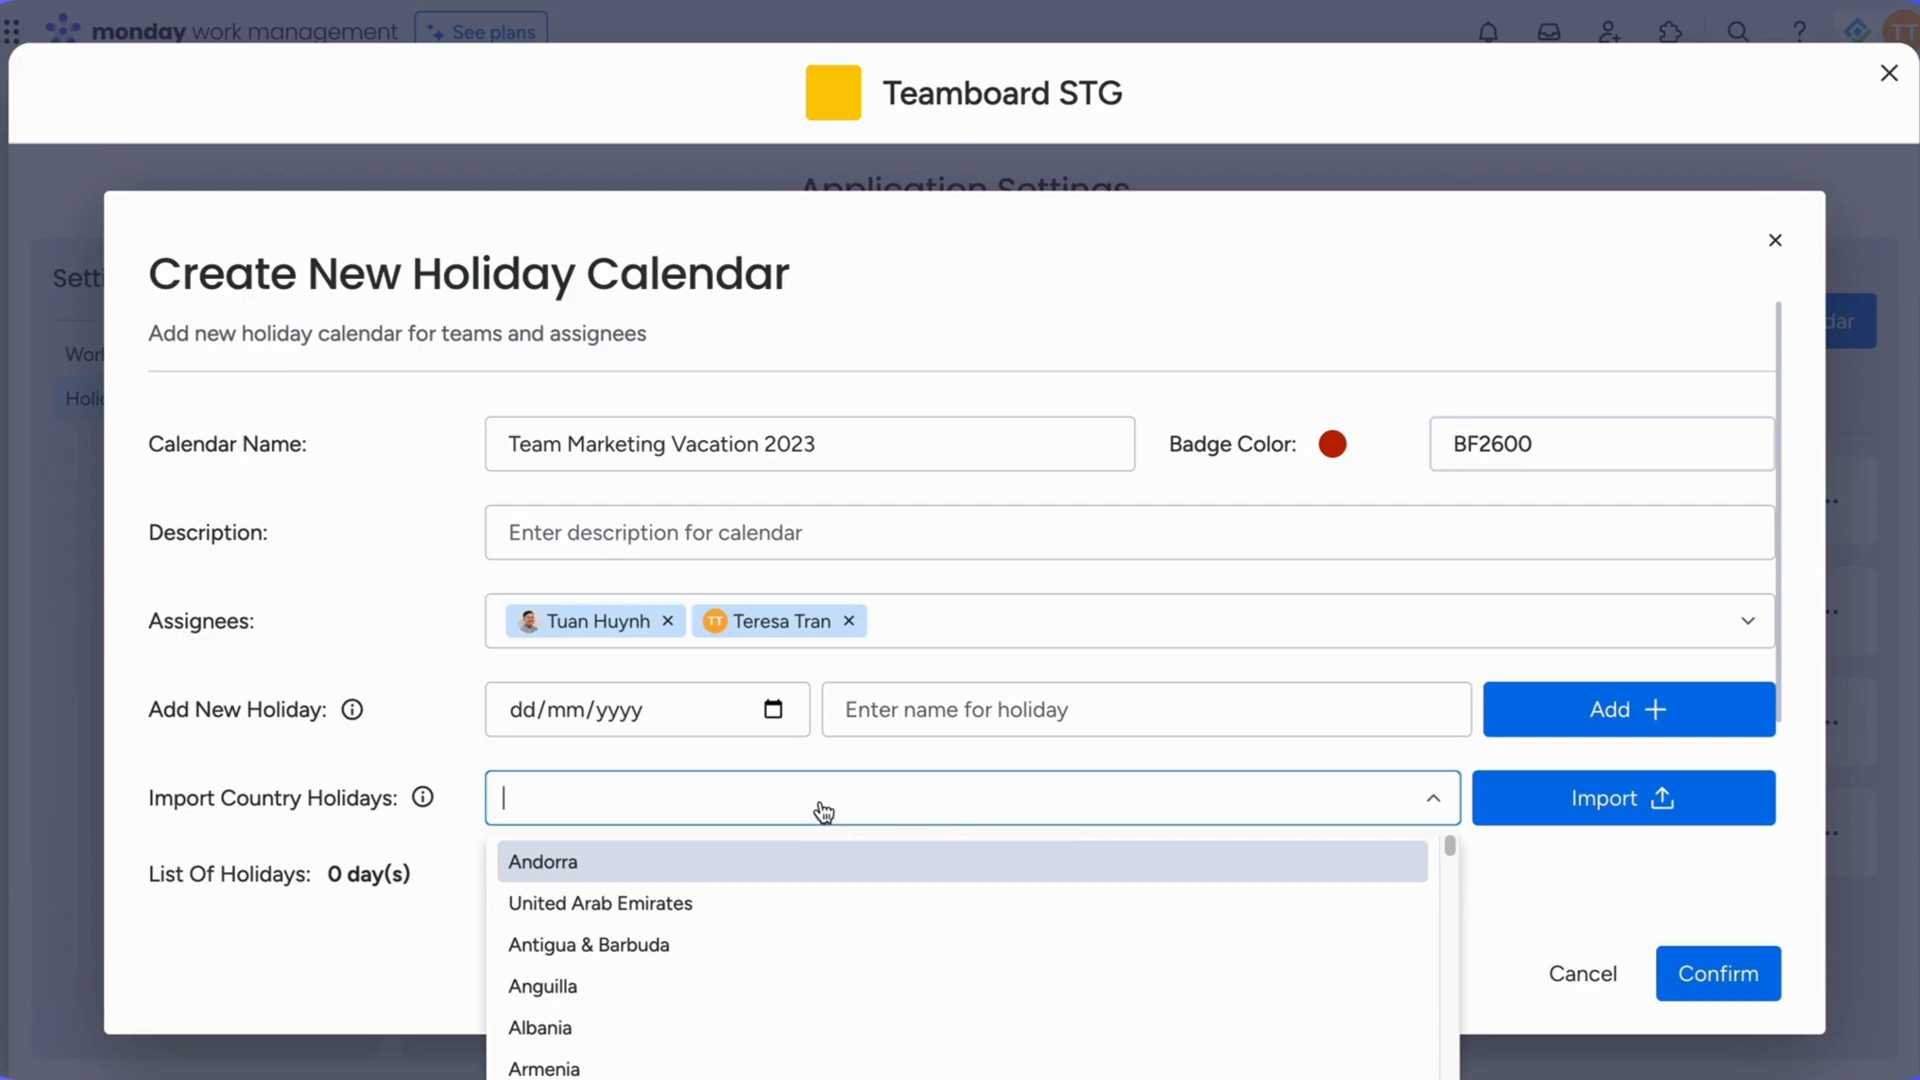 monday work management
See plans
TT
Teamboard STG
Application Settings
Create New Holiday Calendar
Add new holiday calendar for teams and assignees
Calendar Name:
Team Marketing Vacation 2023
Badge Color:
BF2600
Description:
Enter description for calendar
Assignees:
Tuan Huynh
TT Teresa Tran
Add New Holiday:
dd/mm/yyyy
Enter name for holiday
Add
Import Country Holidays:
Import
Andorra
List Of Holidays: 0 day(s)
United Arab Emirates
Antigua & Barbuda
Anguilla
Albania
Armenia
Cancel
Confirm